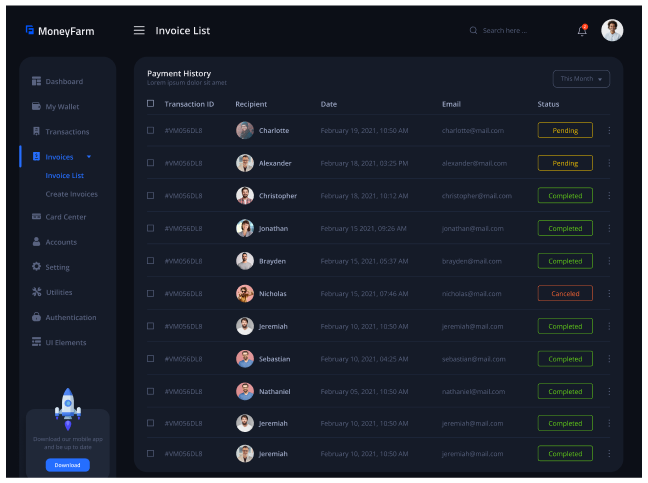 MoneyFarm
Invoice List
Search here ...
Dashboard
My Wallet
Transactions
Invoices
Invoice List
Create Invoices
Card Center
Accounts
Setting
Utilities
Authentication
UI Elements
Download our mobile app
and be up to date
Download
Payment History
Lorem ipsum dolor sit amet
This Month
Transaction ID Recipient Date Email Status
#VM056DL8 Charlotte February 19, 2021, 10:50 AM charlotte@mail.com Pending
#VM056DL8 Alexander February 18, 2021, 03:25 PM alexander@mail.com Pending
#VM056DL8 Christopher February 18, 2021, 10:12 AM christopher@mail.com Completed
#VM056DL8 Jonathan February 15 2021, 09:26 AM jonathan@mail.com Completed
#VM056DL8 Brayden February 15, 2021, 05:37 AM brayden@mail.com Completed
#VM056DL8 Nicholas February 15, 2021, 07:46 AM nicholas@mail.com Canceled
#VM056DL8 Jeremiah February 10, 2021, 10:50 AM jeremiah@mail.com Completed
#VM056DL8 Sebastian February 10, 2021, 04:25 AM sebastian@mail.com Completed
#VM056DL8 Nathaniel February 05, 2021, 10:50 AM nathaniel@mail.com Completed
#VM056DL8 Jeremiah February 10, 2021, 10:50 AM jeremiah@mail.com Completed
#VM056DL8 Jeremiah February 10, 2021, 10:50 AM jeremiah@mail.com Completed